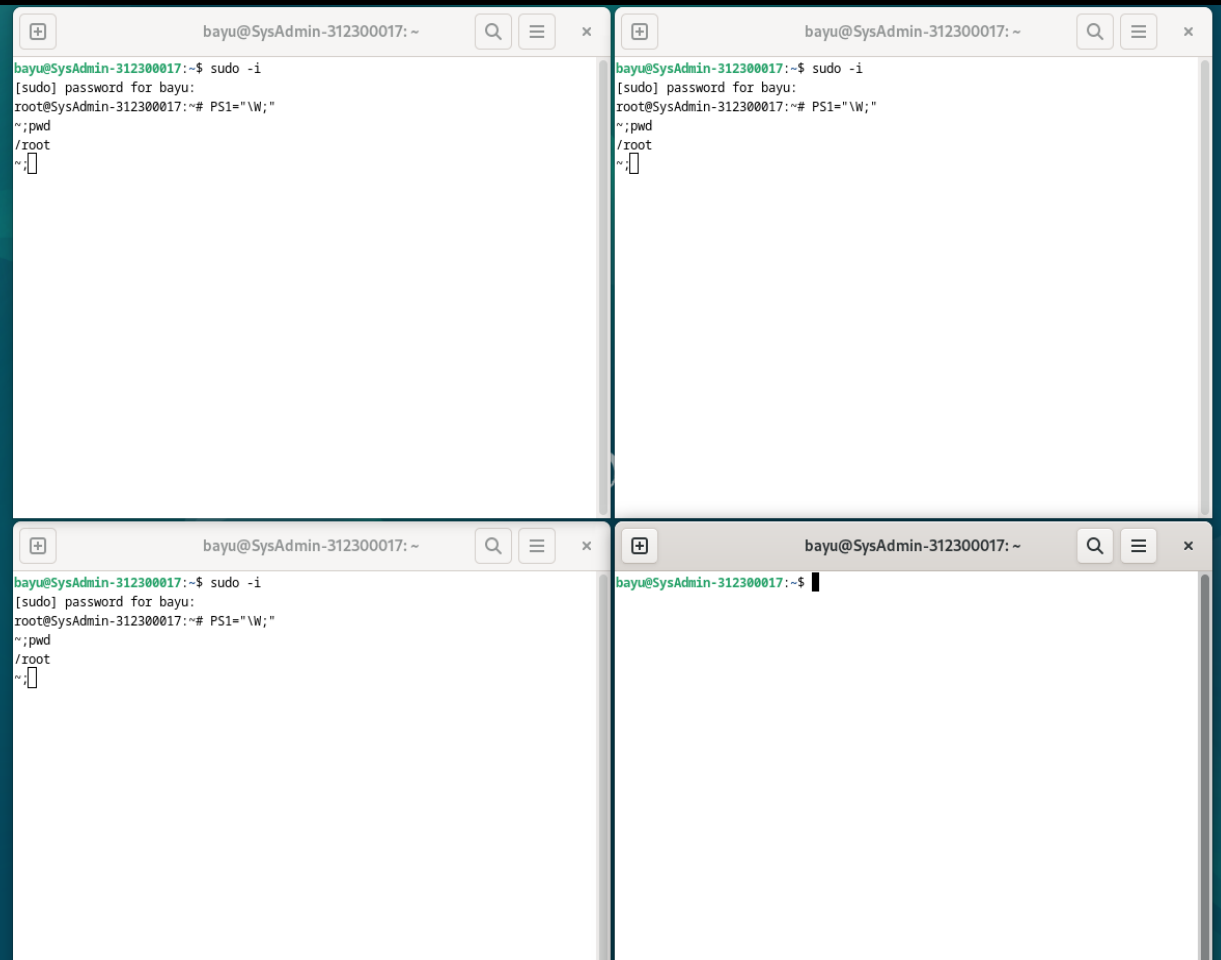 bayu@SysAdmin-312300017: ~
bayu@SysAdmin-312300017:~$ sudo -i
[sudo] password for bayu:
root@SysAdmin-312300017:~# PS1="\W;"
~;pwd
/root
~;
bayu@SysAdmin-312300017: ~
bayu@SysAdmin-312300017:~$ sudo -i
[sudo] password for bayu:
root@SysAdmin-312300017:~# PS1="\W;"
~;pwd
/root
~;
bayu@SysAdmin-312300017: ~
bayu@SysAdmin-312300017:~$ sudo -i
[sudo] password for bayu:
root@SysAdmin-312300017:~# PS1="\W;"
~;pwd
/root
~;
bayu@SysAdmin-312300017: ~
bayu@SysAdmin-312300017:~$